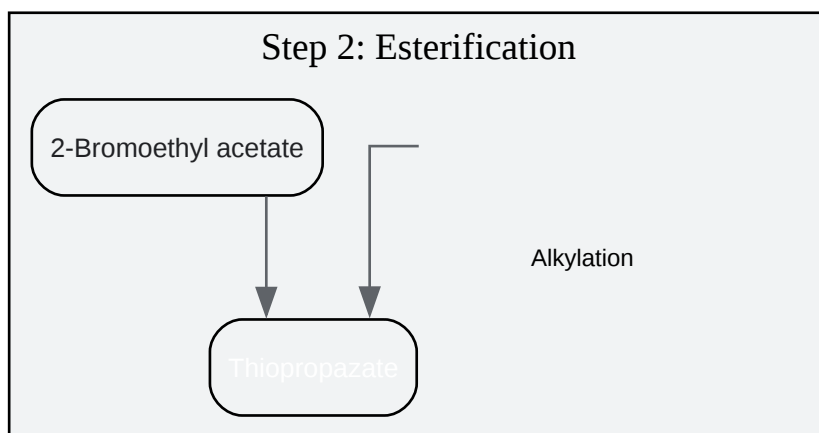 Step 2: Esterification
2-Bromoethyl acetate
Alkylation
Thiopropazate